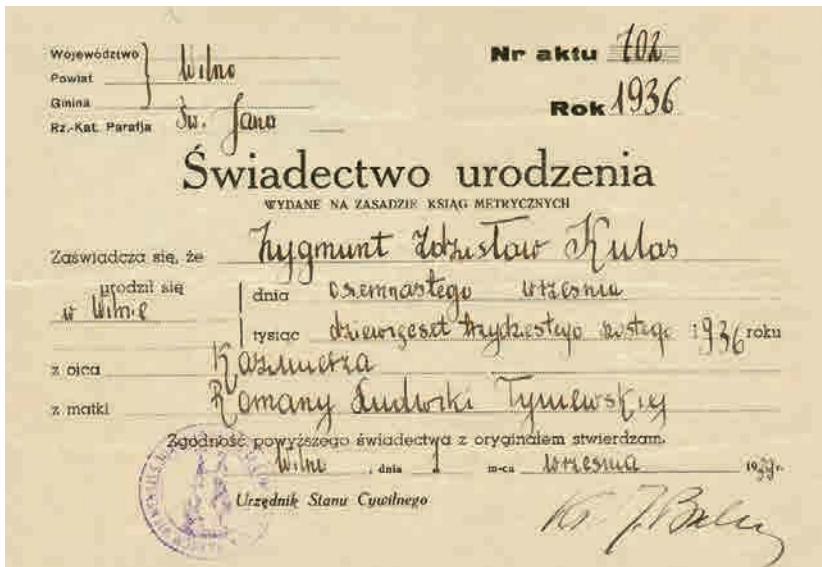 Województwo
Powiat Wilno
Gmina
Rz.-Kat. Parafja Św. Jana
Nr aktu 702
Rok 1936
Świadectwo urodzenia
WYDANE NA ZASADZIE KSIĄG METRYCZNYCH
Zaświadcza się, że Zygmunt Zdzisław Kulas
urodził się
w Wilnie
dnia osiemnastego września
tysiąc dziewięćset trzydziestego szóstego 1936 roku
z ojca Kazimierza
z matki Romany Ludwiki Tymewskiej
Zgodność powyższego świadectwa z oryginałem stwierdzam.
Wilno, dnia 1 m-ca września 1939 r.
Urzędnik Stanu Cywilnego
Ks. J.